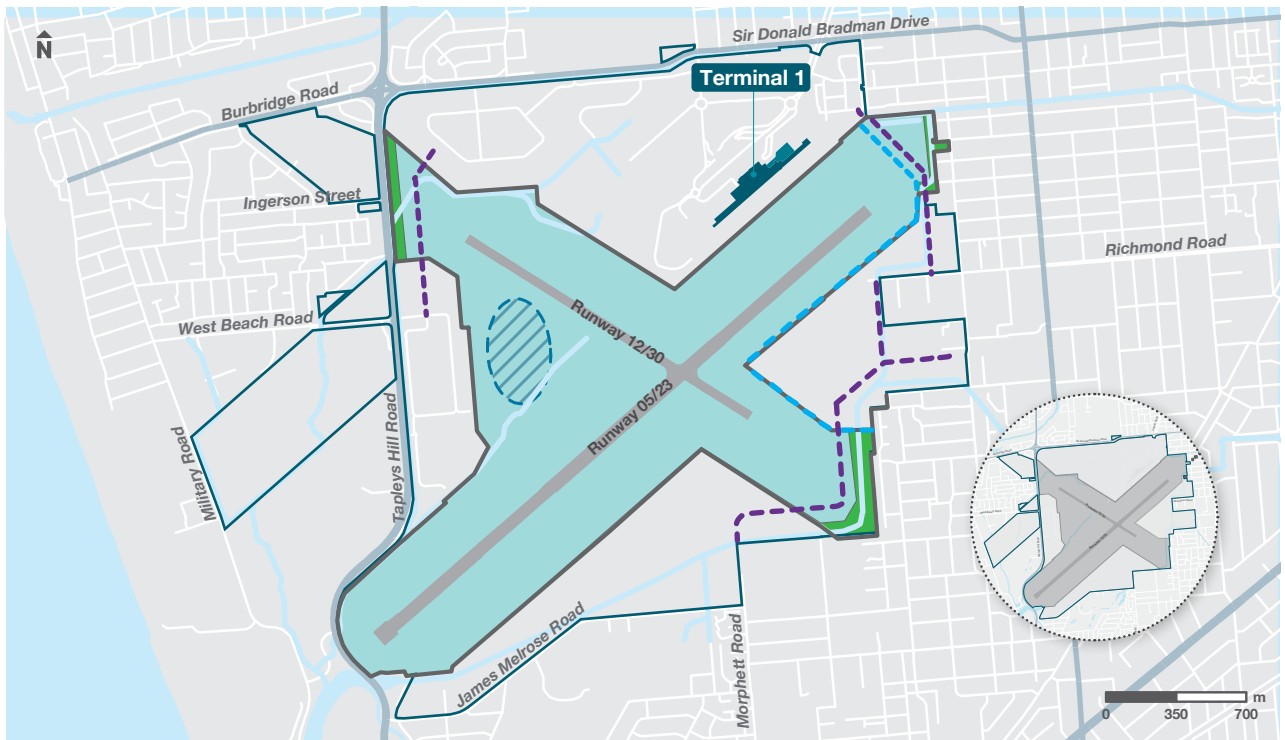 N
Sir Donald Bradman Drive
Terminal 1
Burbridge Road
Ingerson Street
Richmond Road
West Beach Road
Runway 12/30
Runway 05/23
Tapleys Hill Road
Military Road
James Melrose Road
Morphett Road
m
0 350 700